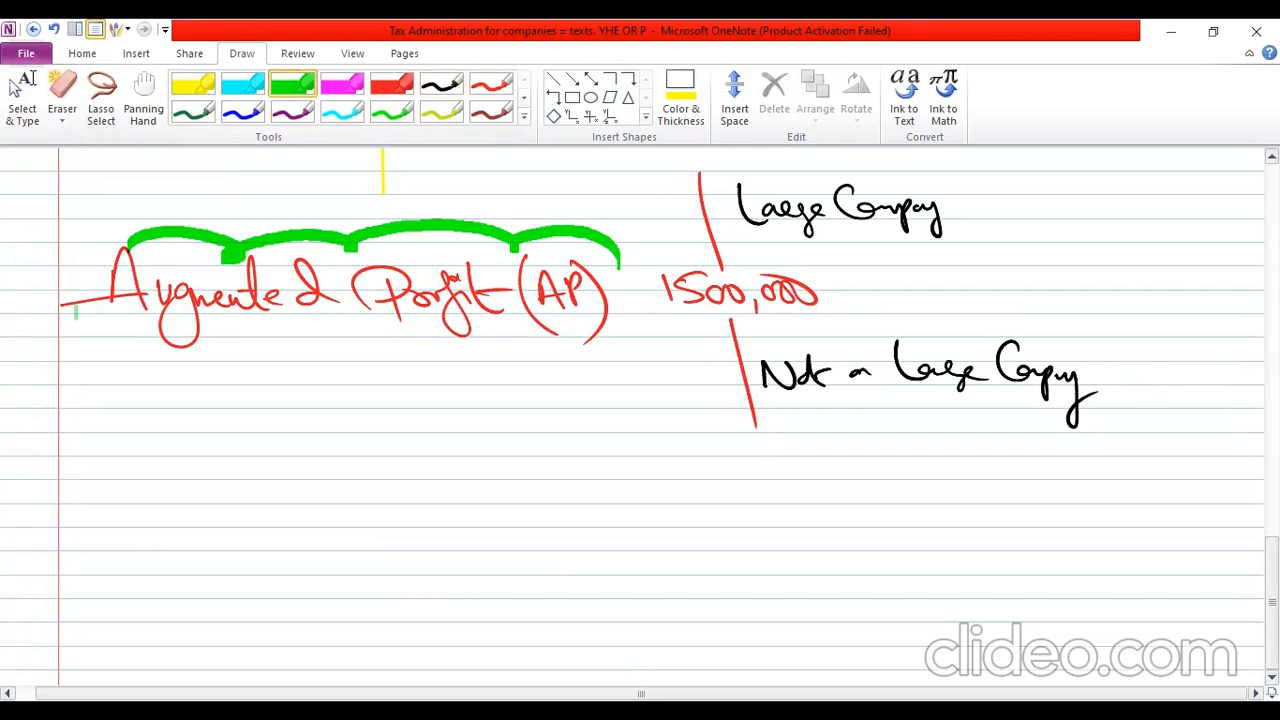 Tax Administration for companies = texts. YHE OR P - Microsoft OneNote (Product Activation Failed)
File Home Insert Share Draw Review View Pages
Select & Type
Eraser
Lasso Select
Panning Hand
Color & Thickness
Insert Space
Delete
Arrange
Rotate
Ink to Text
Ink to Math
Tools
Insert Shapes
Edit
Convert
Large Company
Augmented Profit (AP) 1500,000
Not a Large Company
clideo.com